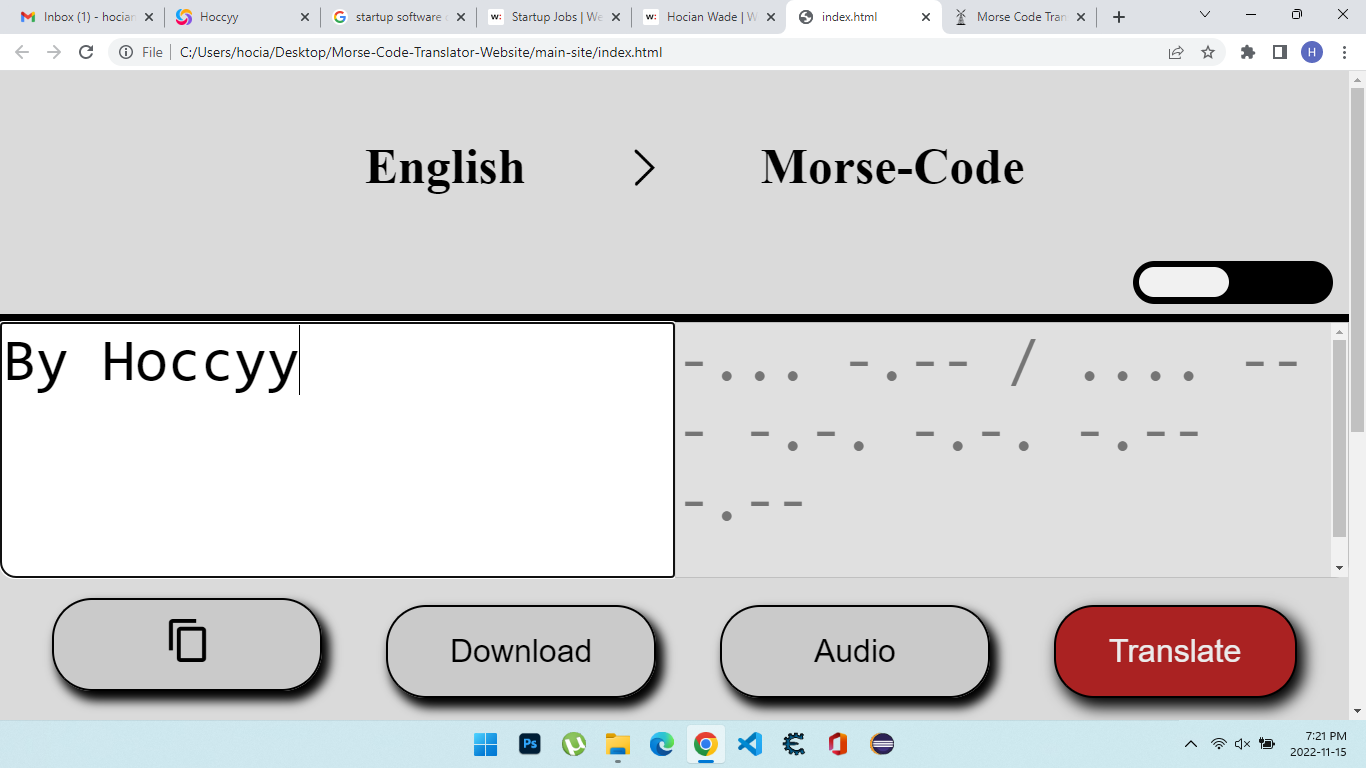 Inbox (1) - hocian
Hoccyy
startup software
Startup Jobs | We
Hocian Wade | W
index.html
Morse Code Tran
File
C:/Users/hocia/Desktop/Morse-Code-Translator-Website/main-site/index.html
H
English > Morse-Code
By Hoccyy
-... -.-- / .... --
- -.-. -.-. -.--
-.--
Download
Audio
Translate
Ps
7:21 PM
2022-11-15